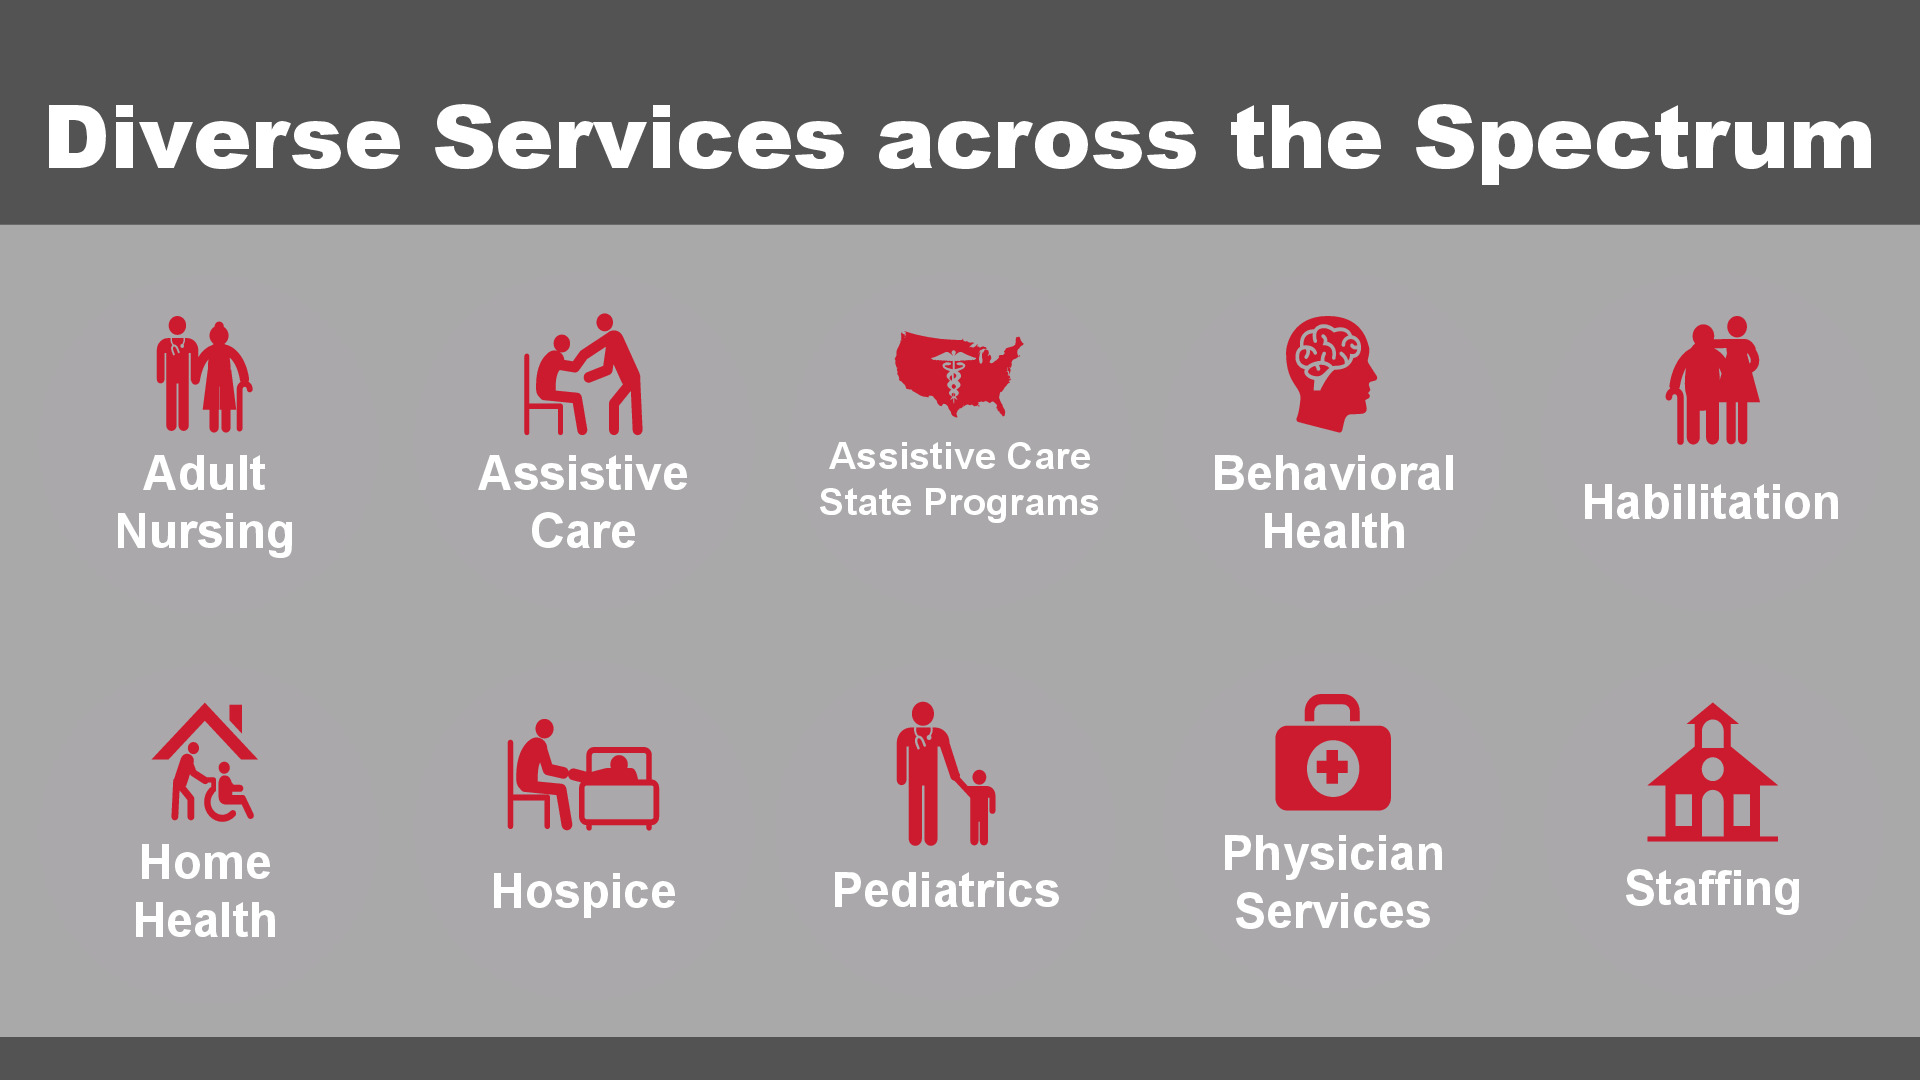 Diverse Services across the Spectrum
Adult
Nursing
Assistive
Care
Assistive Care
State Programs
Behavioral
Health
Habilitation
Home
Health
Hospice
Pediatrics
Physician
Services
Staffing